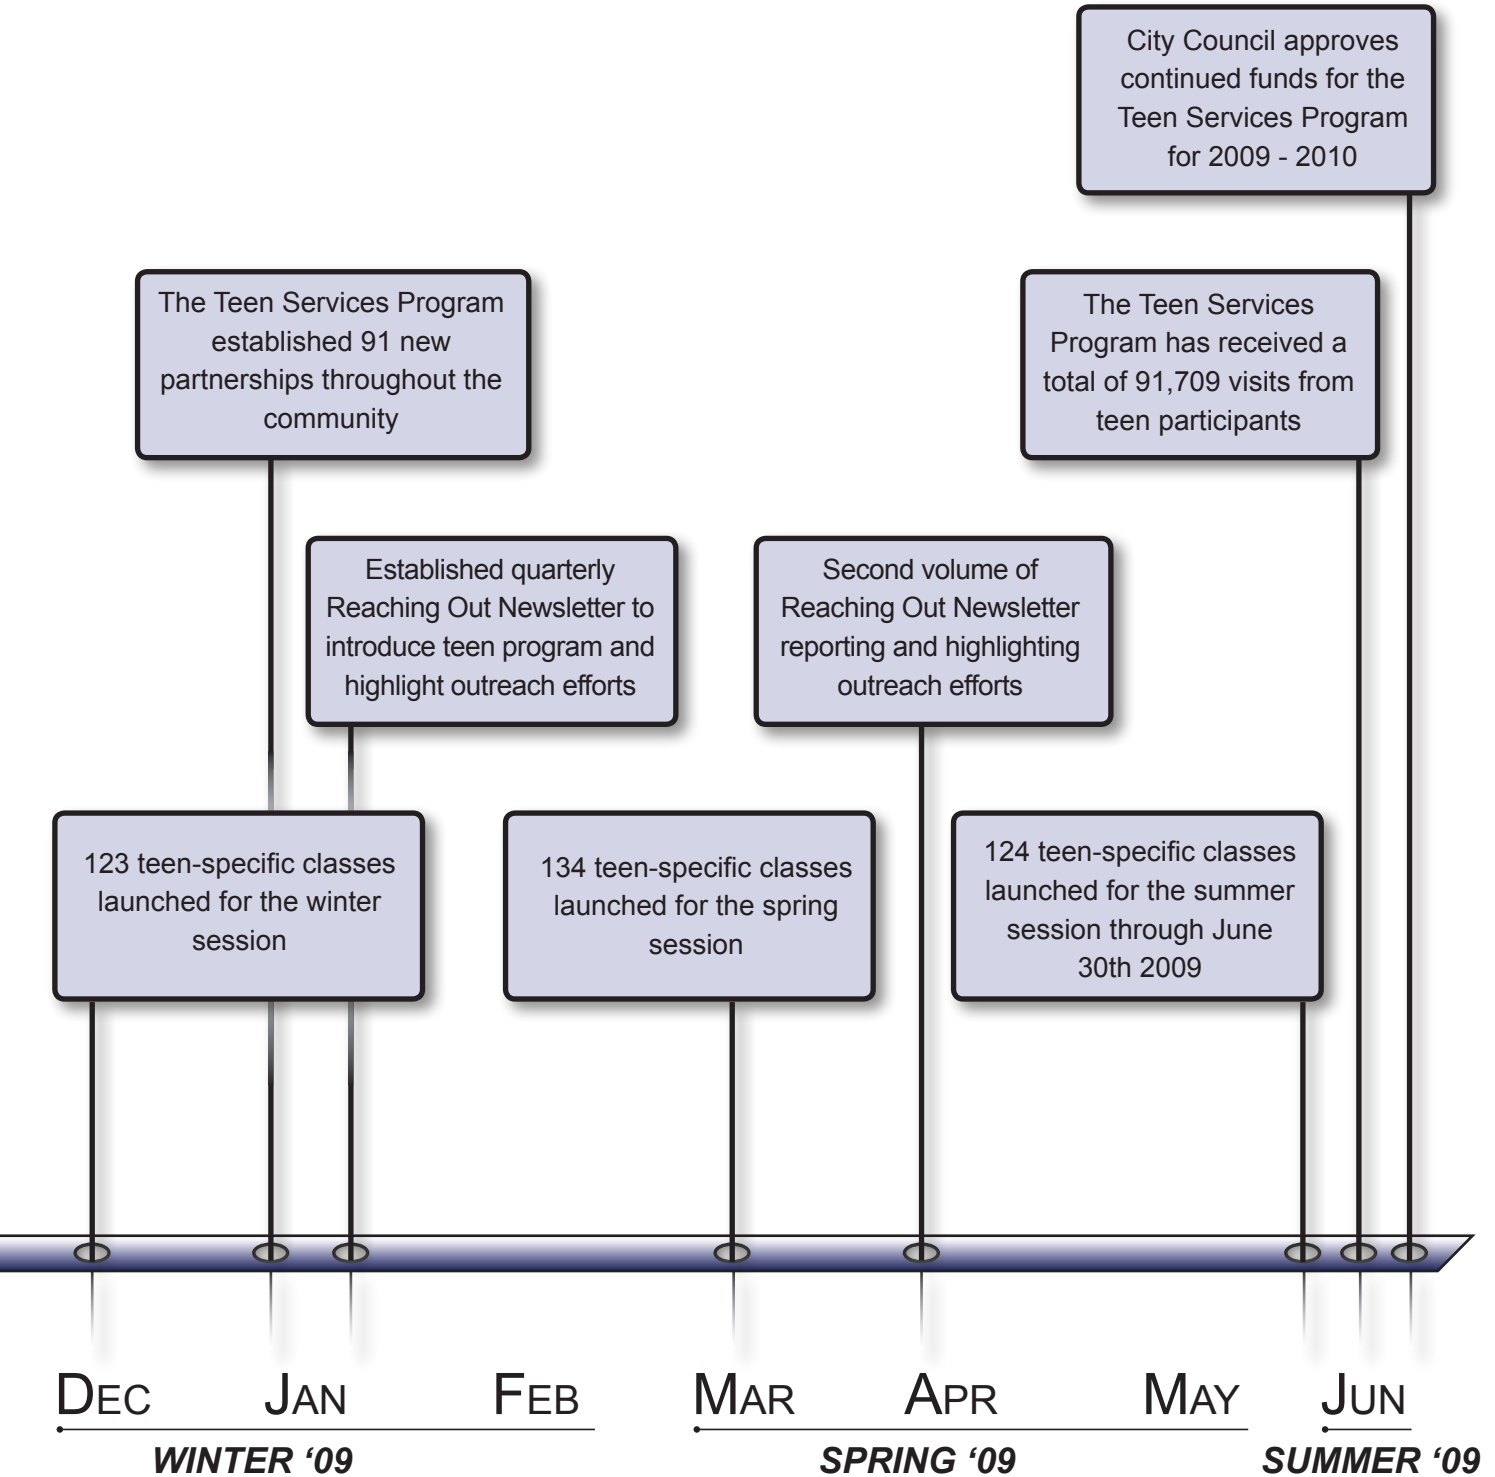 City Council approves
continued funds for the
Teen Services Program
for 2009 - 2010
The Teen Services Program
established 91 new
partnerships throughout the
community
The Teen Services
Program has received a
total of 91,709 visits from
teen participants
Established quarterly
Reaching Out Newsletter to
introduce teen program and
highlight outreach efforts
Second volume of
Reaching Out Newsletter
reporting and highlighting
outreach efforts
123 teen-specific classes
launched for the winter
session
134 teen-specific classes
launched for the spring
session
124 teen-specific classes
launched for the summer
session through June
30th 2009
DEC JAN FEB MAR APR MAY JUN
WINTER ‘09 SPRING ‘09 SUMMER ‘09